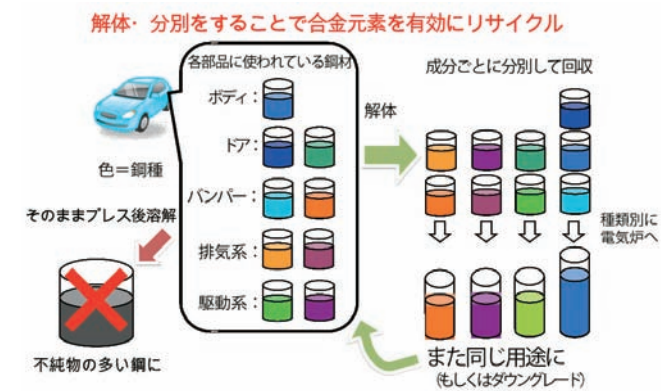 解体・分別をすることで合金元素を有効にリサイクル
各部品に使われている鋼材
ボディ：
ドア：
バンパー：
排気系：
駆動系：
色＝鋼種
そのままプレス後溶解
不純物の多い鋼に
解体
成分ごとに分別して回収
種類別に
電気炉へ
また同じ用途に
(もしくはダウングレード)